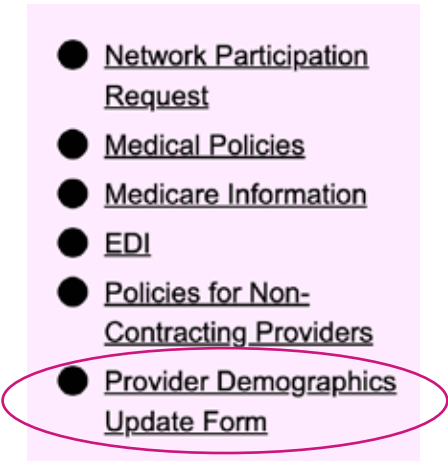 Network Participation
Request
Medical Policies
Medicare Information
EDI
Policies for Non-
Contracting Providers
Provider Demographics
Update Form